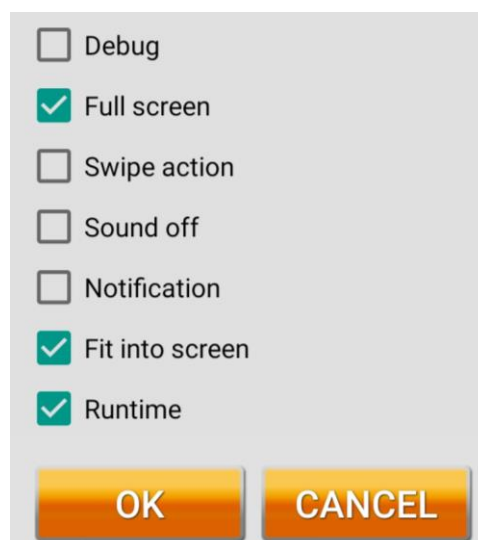 Debug
Full screen
Swipe action
Sound off
Notification
Fit into screen
Runtime
OK CANCEL